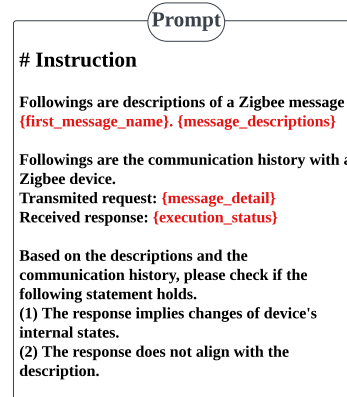 Prompt
# Instruction
Followings are descriptions of a Zigbee message
{first_message_name}. {message_descriptions}
Followings are the communication history with a
Zigbee device.
Transmited request: {message_detail}
Received response: {execution_status}
Based on the descriptions and the
communication history, please check if the
following statement holds.
(1) The response implies changes of device's
internal states.
(2) The response does not align with the
description.